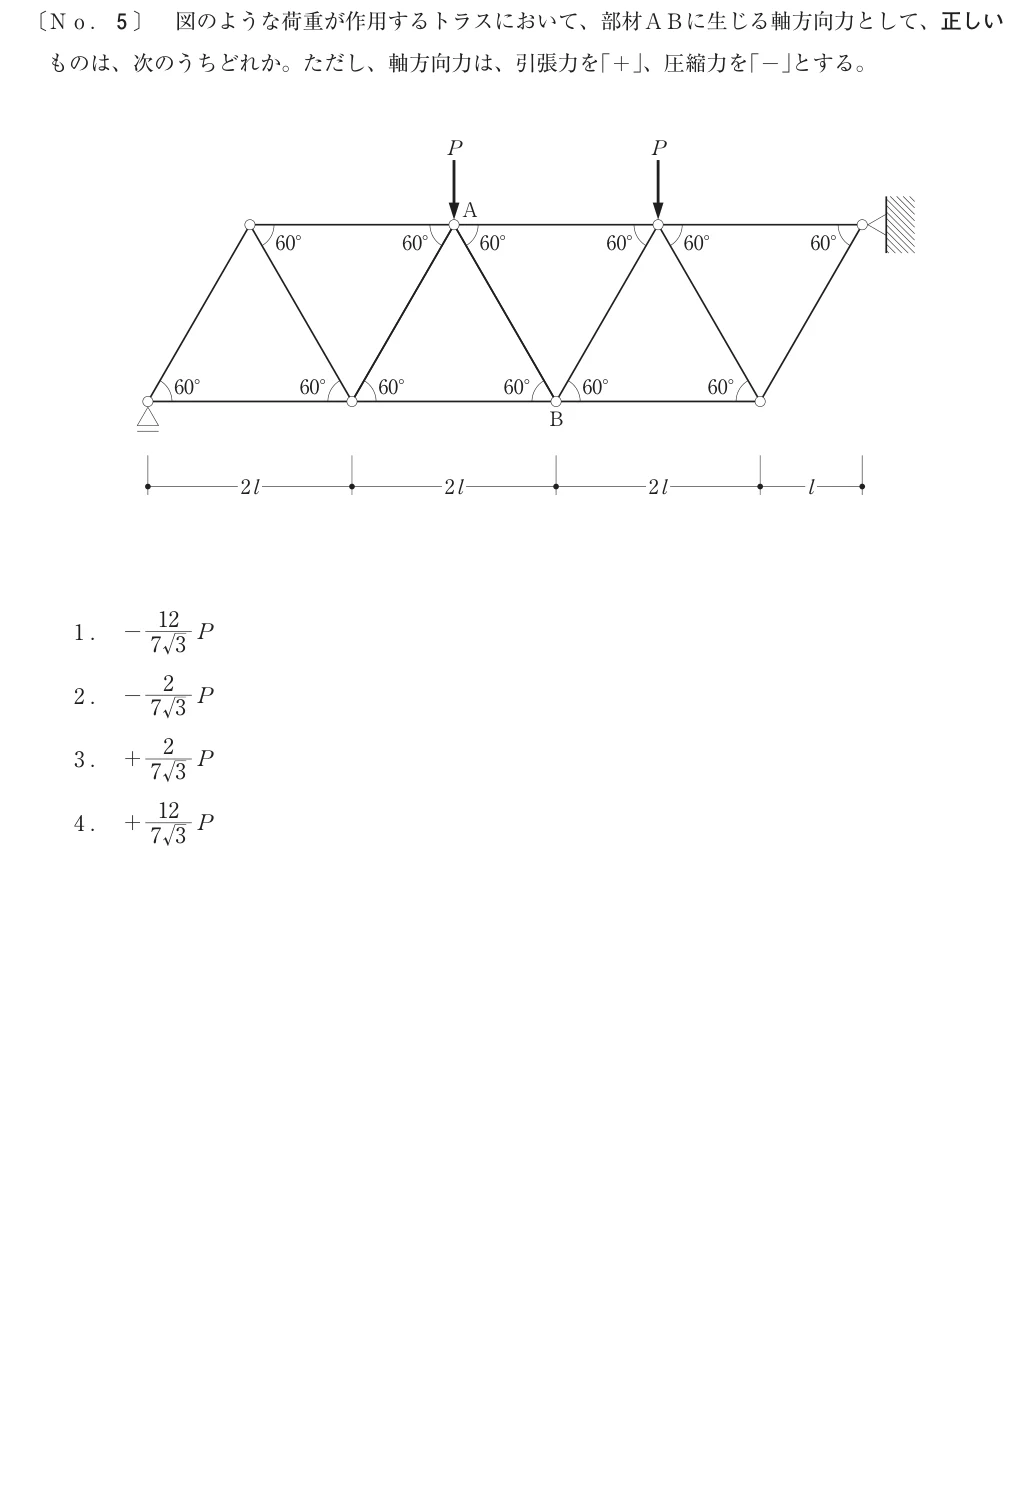 〔Ｎｏ． 5〕 図のような荷重が作用するトラスにおいて、部材ＡＢに生じる軸方向力として、正しい
ものは、次のうちどれか。ただし、軸方向力は、引張力を「＋」、圧縮力を「－」とする。
P P
A
60° 60° 60° 60° 60° 60°
60° 60° 60° 60° 60° 60°
B
2l 2l 2l l
1． －12/(7√3) P
2． －2/(7√3) P
3． ＋2/(7√3) P
4． ＋12/(7√3) P